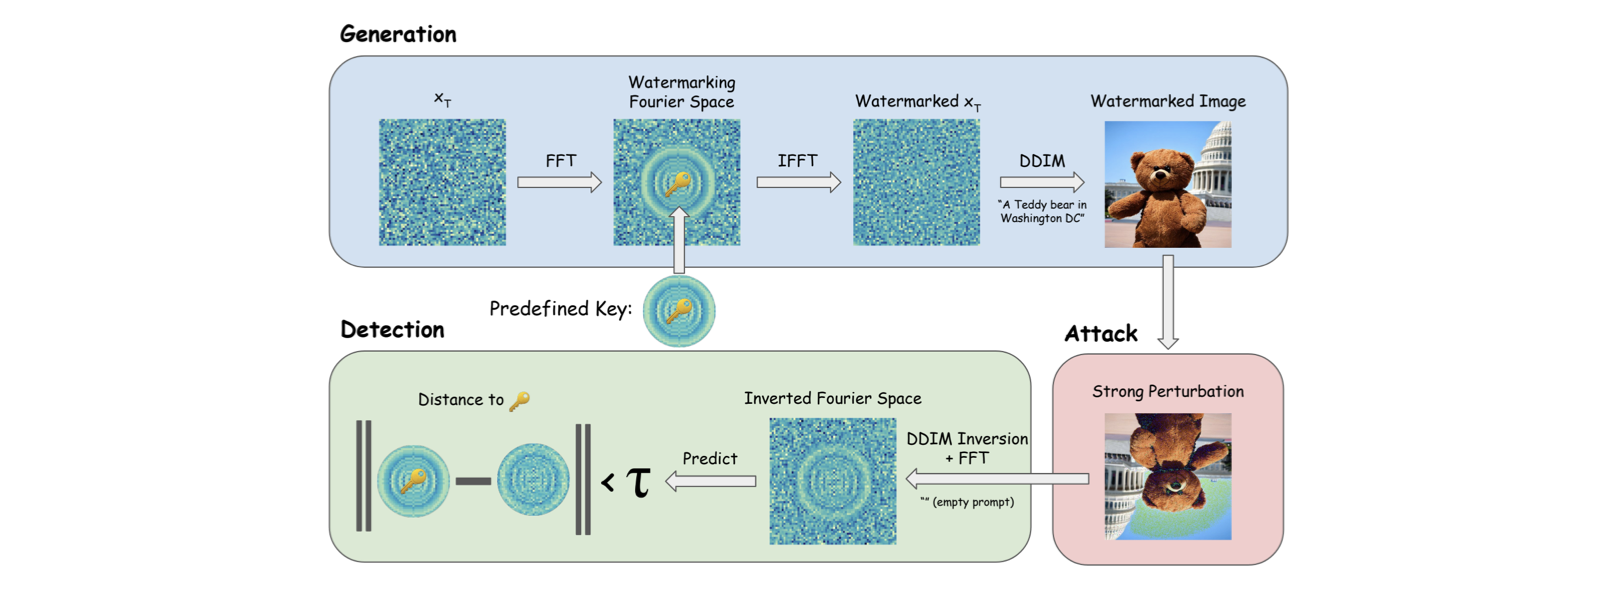 Generation
x_T
FFT
Watermarking
Fourier Space
IFFT
Watermarked x_T
DDIM
“A Teddy bear in
Washington DC”
Watermarked Image
Predefined Key:
Detection
Attack
Distance to
< τ
Predict
Inverted Fourier Space
DDIM Inversion
+ FFT
“” (empty prompt)
Strong Perturbation